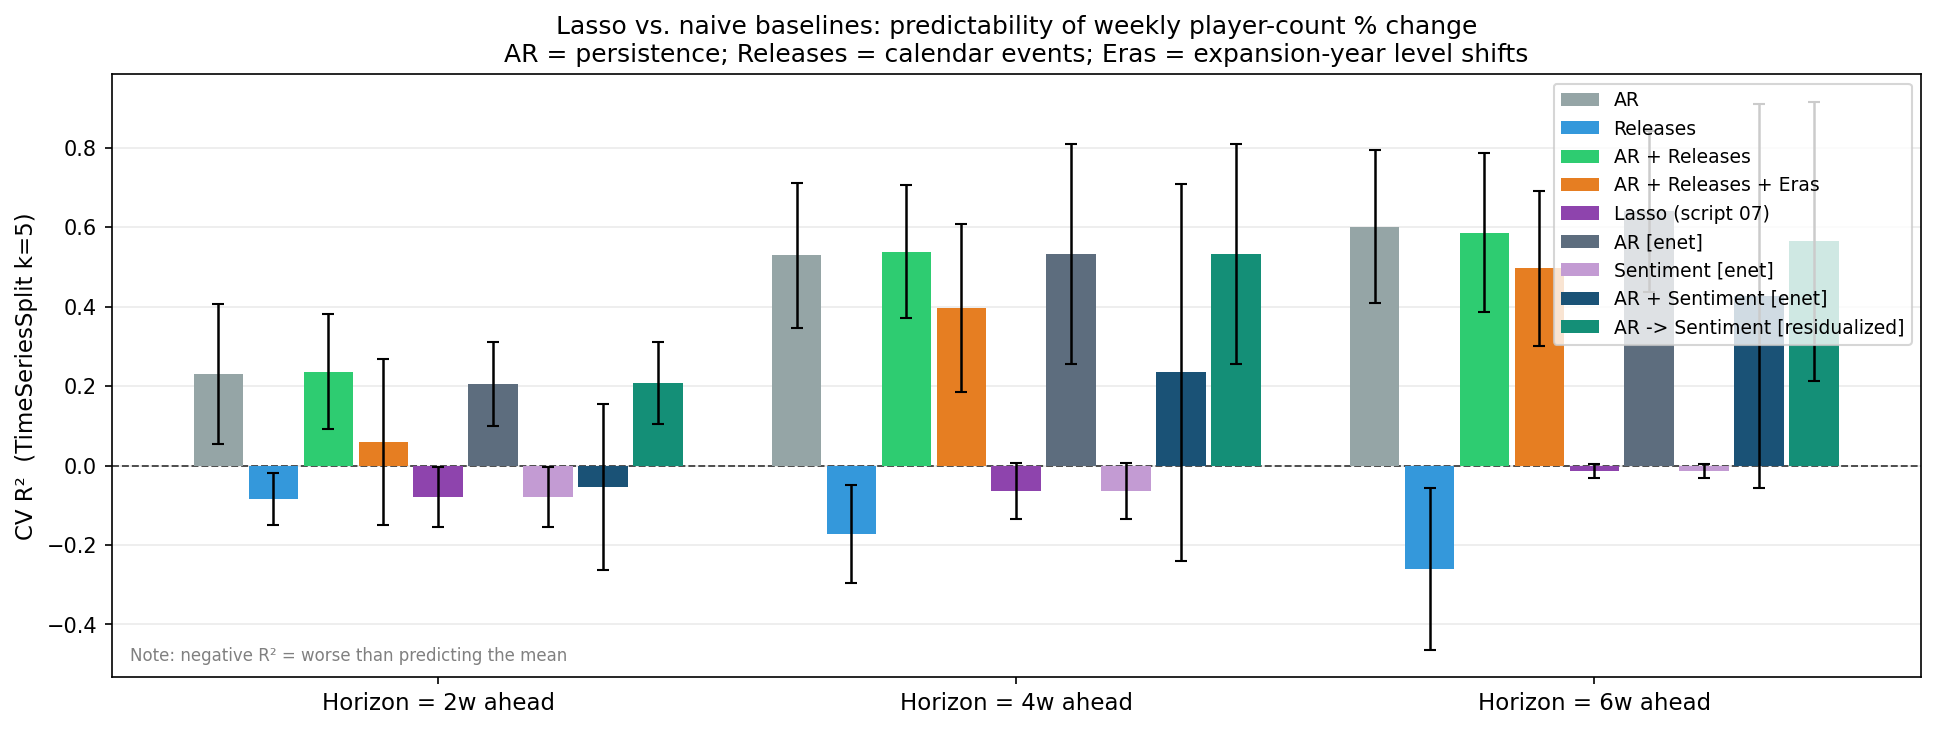 Lasso vs. naive baselines: predictability of weekly player-count % change
AR = persistence; Releases = calendar events; Eras = expansion-year level shifts
CV R² (TimeSeriesSplit k=5)
0.8
0.6
0.4
0.2
0.0
−0.2
−0.4
AR
Releases
AR + Releases
AR + Releases + Eras
Lasso (script 07)
AR [enet]
Sentiment [enet]
AR + Sentiment [enet]
AR -> Sentiment [residualized]
Note: negative R² = worse than predicting the mean
Horizon = 2w ahead
Horizon = 4w ahead
Horizon = 6w ahead